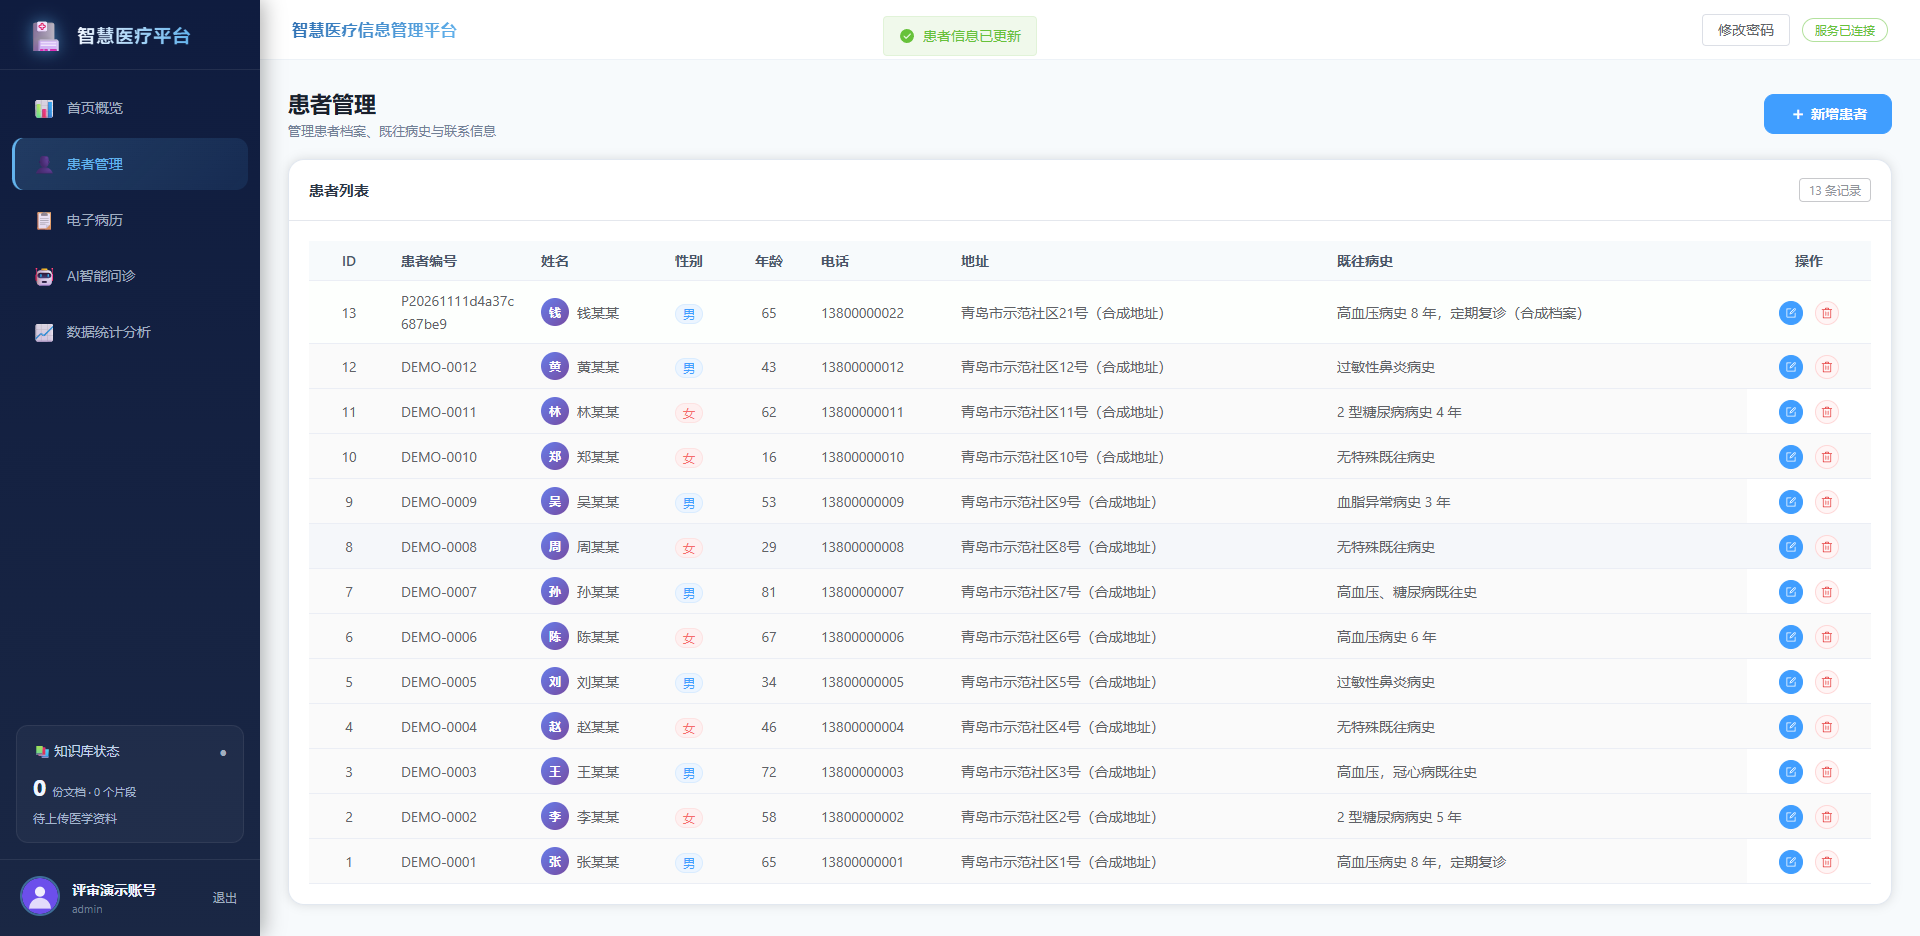 智慧医疗平台
首页概览
患者管理
电子病历
AI智能问诊
数据统计分析
知识库状态
0 份文档 · 0 个片段
待上传医学资料
评审演示账号
admin
退出
智慧医疗信息管理平台
患者信息已更新
修改密码
服务已连接
患者管理
管理患者档案、既往病史与联系信息
+ 新增患者
患者列表
13 条记录
ID 患者编号 姓名 性别 年龄 电话 地址 既往病史 操作
13 P20261111d4a37c
687be9 钱 钱某某 男 65 13800000022 青岛市示范社区21号（合成地址） 高血压病史 8 年，定期复诊（合成档案）
12 DEMO-0012 黄 黄某某 男 43 13800000012 青岛市示范社区12号（合成地址） 过敏性鼻炎病史
11 DEMO-0011 林 林某某 女 62 13800000011 青岛市示范社区11号（合成地址） 2 型糖尿病病史 4 年
10 DEMO-0010 郑 郑某某 女 16 13800000010 青岛市示范社区10号（合成地址） 无特殊既往病史
9 DEMO-0009 吴 吴某某 男 53 13800000009 青岛市示范社区9号（合成地址） 血脂异常病史 3 年
8 DEMO-0008 周 周某某 女 29 13800000008 青岛市示范社区8号（合成地址） 无特殊既往病史
7 DEMO-0007 孙 孙某某 男 81 13800000007 青岛市示范社区7号（合成地址） 高血压、糖尿病既往史
6 DEMO-0006 陈 陈某某 女 67 13800000006 青岛市示范社区6号（合成地址） 高血压病史 6 年
5 DEMO-0005 刘 刘某某 男 34 13800000005 青岛市示范社区5号（合成地址） 过敏性鼻炎病史
4 DEMO-0004 赵 赵某某 女 46 13800000004 青岛市示范社区4号（合成地址） 无特殊既往病史
3 DEMO-0003 王 王某某 男 72 13800000003 青岛市示范社区3号（合成地址） 高血压，冠心病既往史
2 DEMO-0002 李 李某某 女 58 13800000002 青岛市示范社区2号（合成地址） 2 型糖尿病病史 5 年
1 DEMO-0001 张 张某某 男 65 13800000001 青岛市示范社区1号（合成地址） 高血压病史 8 年，定期复诊